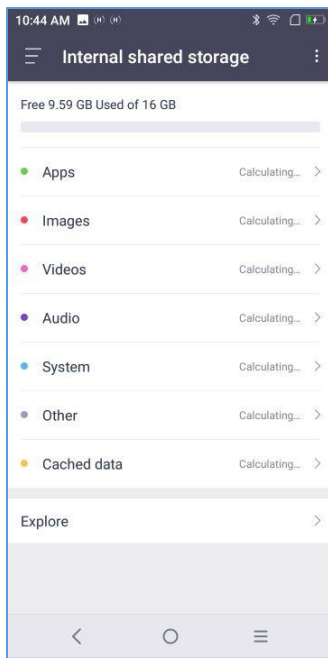 10:44 AM
Internal shared storage
Free 9.59 GB Used of 16 GB
Apps Calculating...
Images Calculating...
Videos Calculating...
Audio Calculating...
System Calculating...
Other Calculating...
Cached data Calculating...
Explore